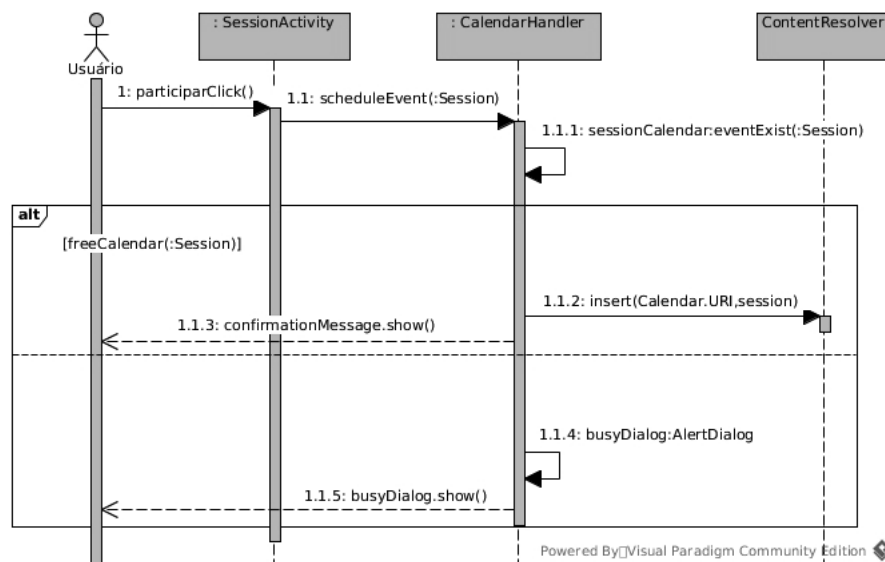 : SessionActivity
: CalendarHandler
ContentResolver
Usuário
1: participarClick()
1.1: scheduleEvent(:Session)
1.1.1: sessionCalendar:eventExist(:Session)
alt
[freeCalendar(:Session)]
1.1.2: insert(Calendar.URI,session)
1.1.3: confirmationMessage.show()
1.1.4: busyDialog:AlertDialog
1.1.5: busyDialog.show()
Powered By Visual Paradigm Community Edition